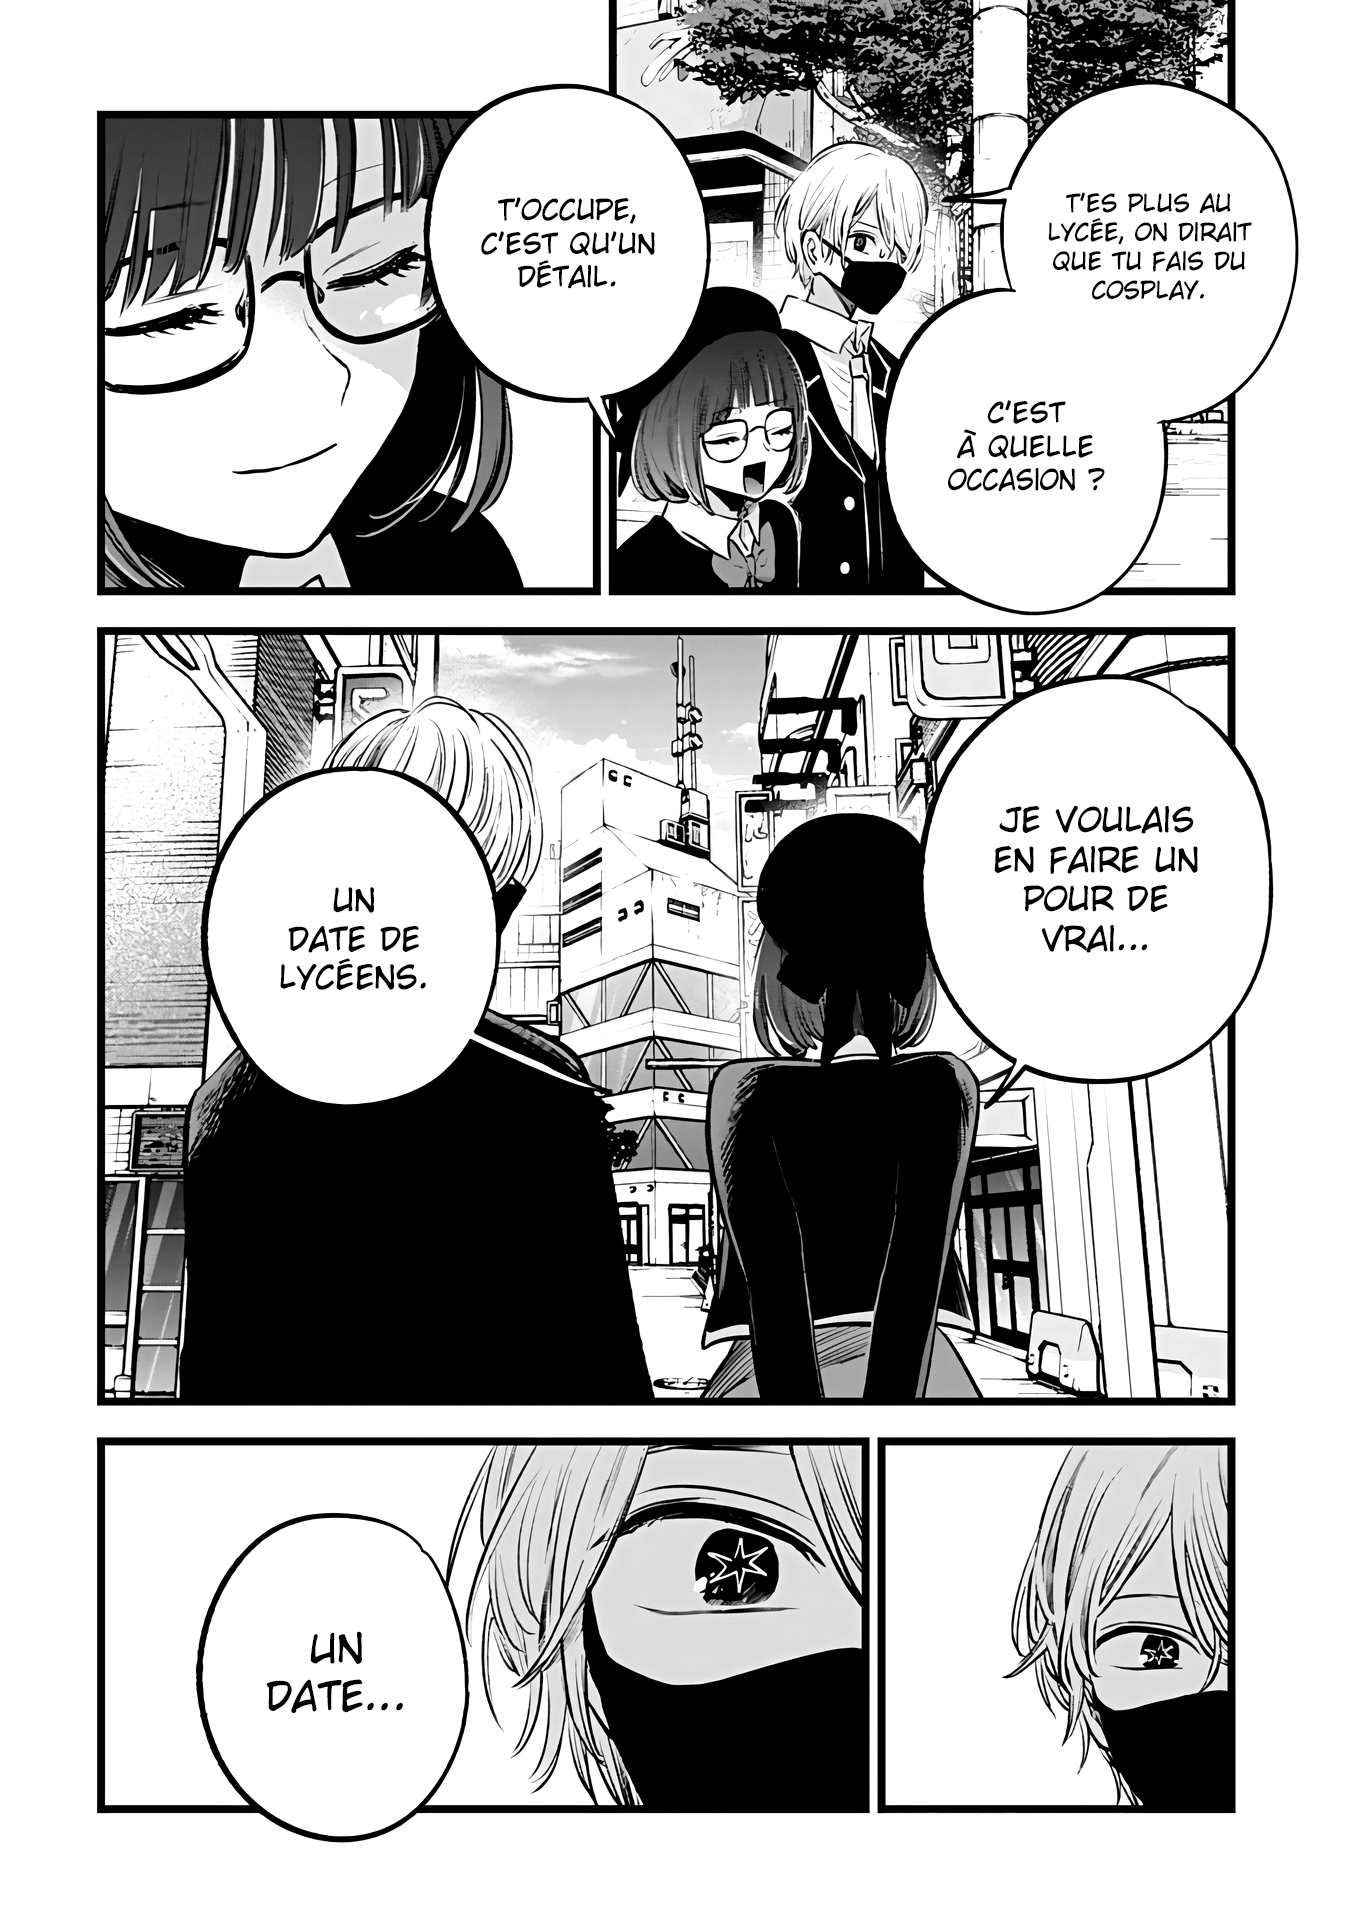 T'ES PLUS AU
LYCÉE, ON DIRAIT
QUE TU FAIS DU
COSPLAY.
C'EST
À QUELLE
OCCASION ?
T'OCCUPE,
C'EST QU'UN
DÉTAIL.
JE VOULAIS
EN FAIRE UN
POUR DE
VRAI...
UN
DATE DE
LYCÉENS.
UN
DATE...